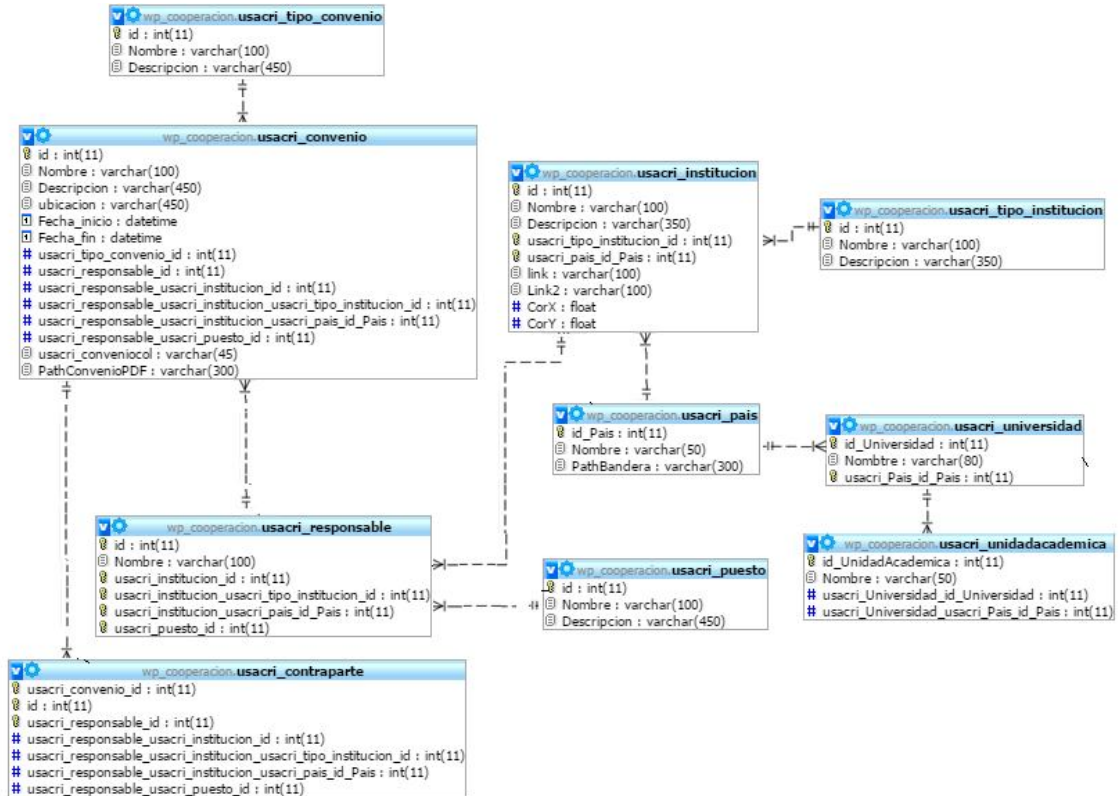 wp_cooperacion.usacri_tipo_convenio
id : int(11)
Nombre : varchar(100)
Descripcion : varchar(450)
wp_cooperacion.usacri_convenio
id : int(11)
Nombre : varchar(100)
Descripcion : varchar(450)
ubicacion : varchar(450)
Fecha_inicio : datetime
Fecha_fin : datetime
# usacri_tipo_convenio_id : int(11)
# usacri_responsable_id : int(11)
# usacri_responsable_usacri_institucion_id : int(11)
# usacri_responsable_usacri_institucion_usacri_tipo_institucion_id : int(11)
# usacri_responsable_usacri_institucion_usacri_pais_id_Pais : int(11)
# usacri_responsable_usacri_puesto_id : int(11)
usacri_conveniocol : varchar(45)
PathConvenioPDF : varchar(300)
wp_cooperacion.usacri_institucion
id : int(11)
Nombre : varchar(100)
Descripcion : varchar(350)
usacri_tipo_institucion_id : int(11)
usacri_pais_id_Pais : int(11)
link : varchar(100)
Link2 : varchar(100)
# CorX : float
# CorY : float
wp_cooperacion.usacri_tipo_institucion
id : int(11)
Nombre : varchar(100)
Descripcion : varchar(350)
wp_cooperacion.usacri_pais
id_Pais : int(11)
Nombre : varchar(50)
PathBandera : varchar(300)
wp_cooperacion.usacri_universidad
id_Universidad : int(11)
Nombtre : varchar(80)
usacri_Pais_id_Pais : int(11)
wp_cooperacion.usacri_responsable
id : int(11)
Nombre : varchar(100)
usacri_institucion_id : int(11)
usacri_institucion_usacri_tipo_institucion_id : int(11)
usacri_institucion_usacri_pais_id_Pais : int(11)
usacri_puesto_id : int(11)
wp_cooperacion.usacri_puesto
id : int(11)
Nombre : varchar(100)
Descripcion : varchar(450)
wp_cooperacion.usacri_unidadacademica
id_UnidadAcademica : int(11)
Nombre : varchar(50)
# usacri_Universidad_id_Universidad : int(11)
# usacri_Universidad_usacri_Pais_id_Pais : int(11)
wp_cooperacion.usacri_contraparte
usacri_convenio_id : int(11)
id : int(11)
usacri_responsable_id : int(11)
# usacri_responsable_usacri_institucion_id : int(11)
# usacri_responsable_usacri_institucion_usacri_tipo_institucion_id : int(11)
# usacri_responsable_usacri_institucion_usacri_pais_id_Pais : int(11)
# usacri_responsable_usacri_puesto_id : int(11)